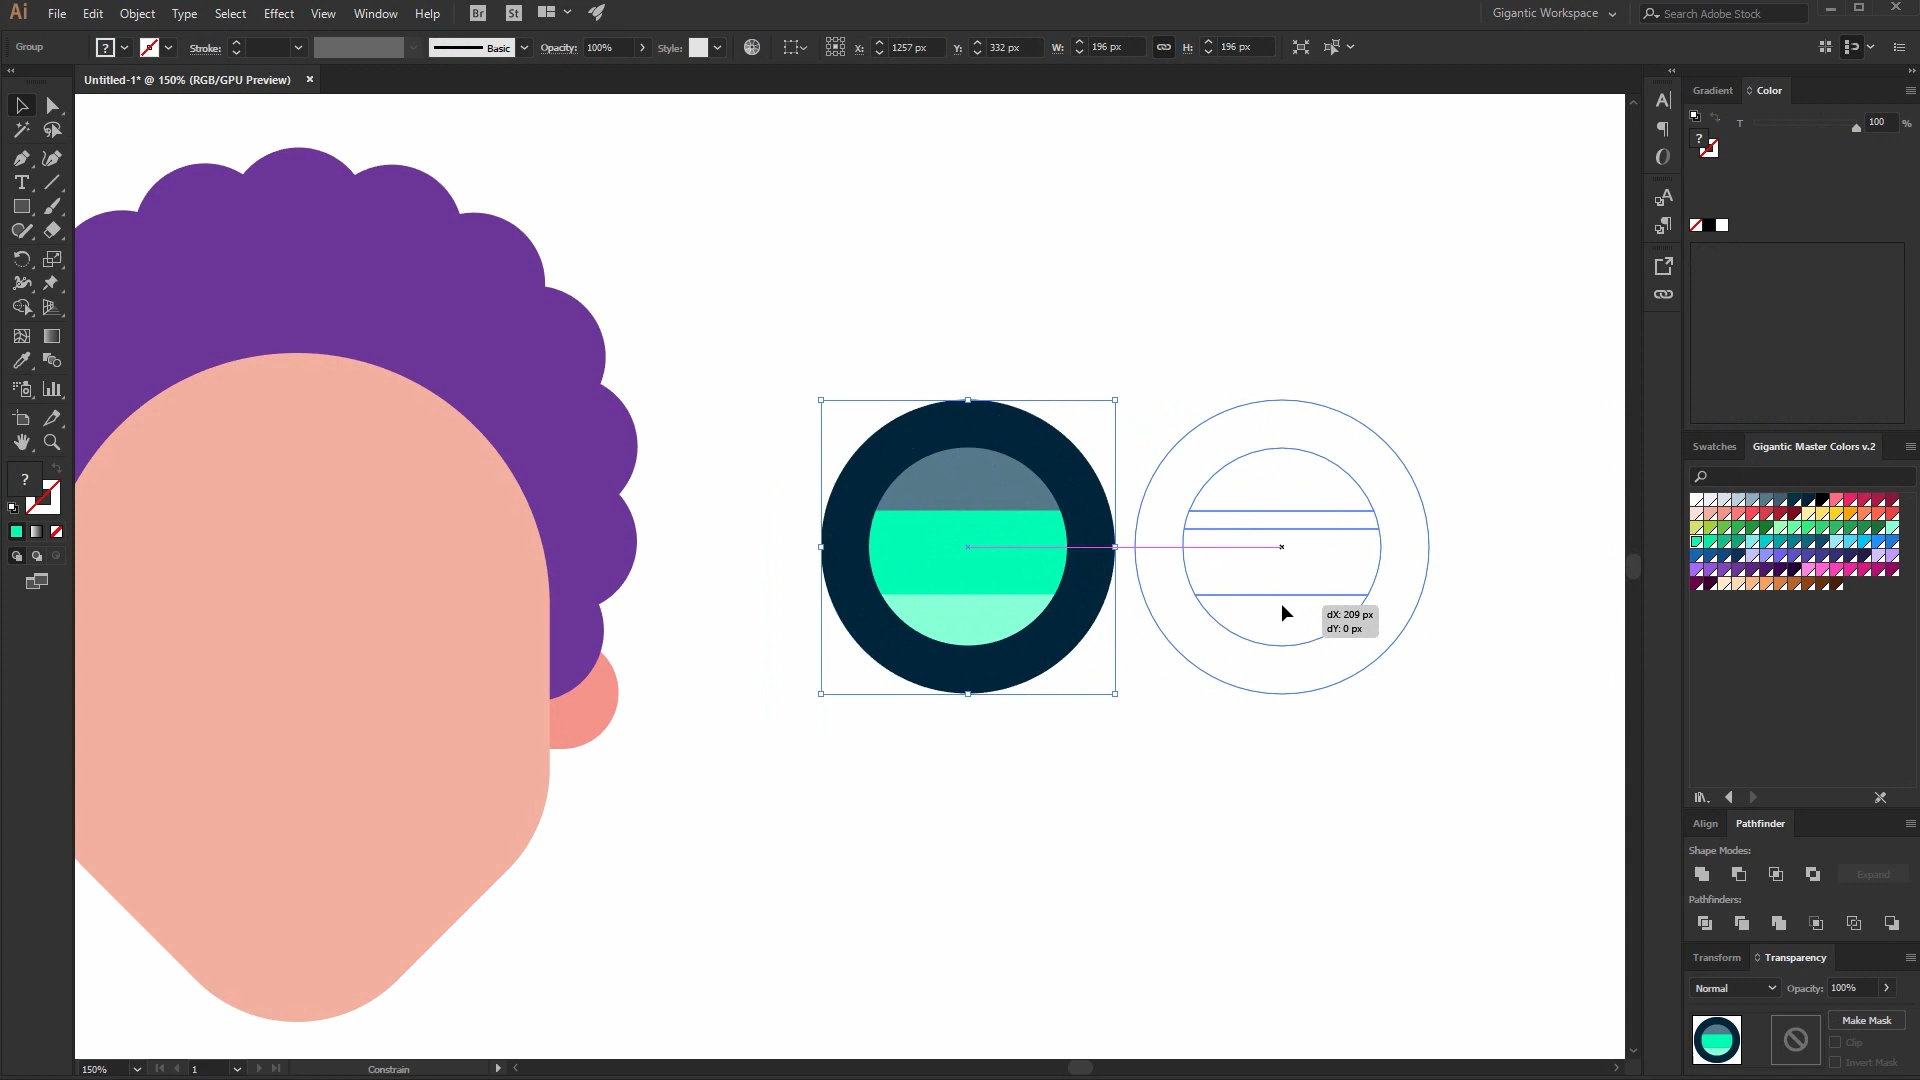 Ai File Edit Object Type Select Effect View Window Help Br St Gigantic Workspace Search Adobe Stock
Group ? Stroke: Basic Opacity: 100% Style: X: 1257 px Y: 332 px W: 196 px H: 196 px
Untitled-1* @ 150% (RGB/GPU Preview)
Gradient Color
T 100 %
?
Swatches Gigantic Master Colors v.2
?
dX: 209 px
dY: 0 px
Align Pathfinder
Shape Modes:
Expand
Pathfinders:
Transform Transparency
Normal Opacity: 100%
Make Mask
Clip
Invert Mask
150% 1 Constrain